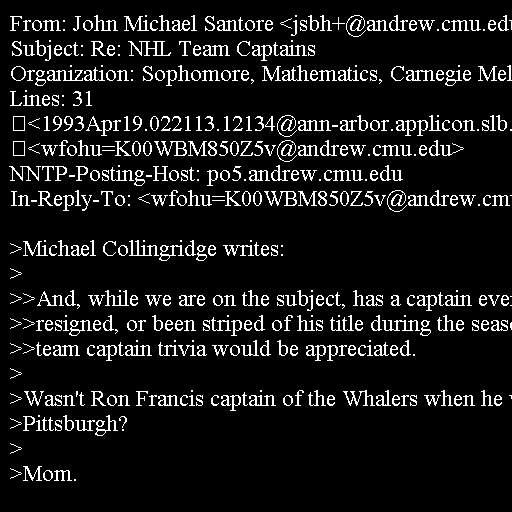 From: John Michael Santore <jsbh+@andrew.cmu.edu
Subject: Re: NHL Team Captains
Organization: Sophomore, Mathematics, Carnegie Mel
Lines: 31
<1993Apr19.022113.12134@ann-arbor.applicon.slb.
<wfohu=K00WBM850Z5v@andrew.cmu.edu>
NNTP-Posting-Host: po5.andrew.cmu.edu
In-Reply-To: <wfohu=K00WBM850Z5v@andrew.cm

>Michael Collingridge writes:
>
>>And, while we are on the subject, has a captain eve
>>resigned, or been striped of his title during the seas
>>team captain trivia would be appreciated.
>
>Wasn't Ron Francis captain of the Whalers when he
>Pittsburgh?
>
>Mom.